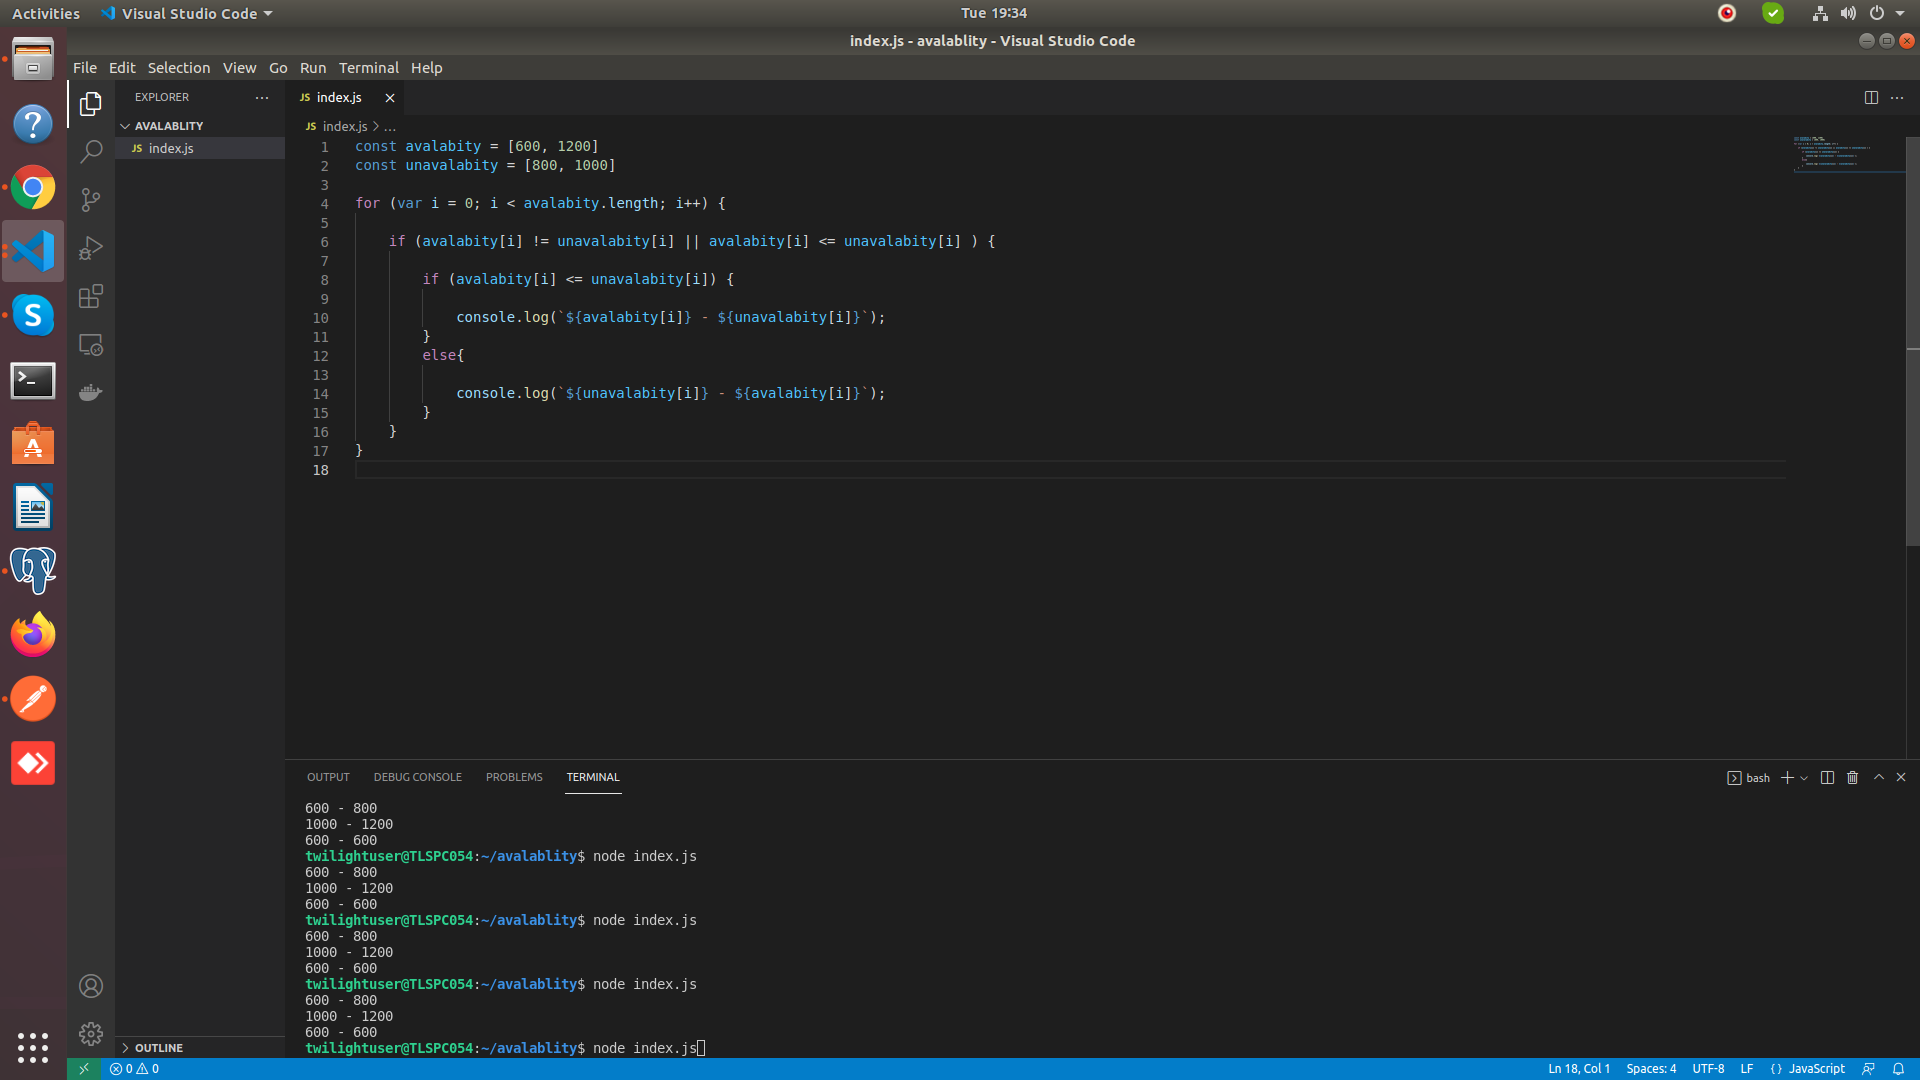 Activities Visual Studio Code Tue 19:34
index.js - avalablity - Visual Studio Code
File Edit Selection View Go Run Terminal Help
EXPLORER ... JS index.js
AVALABLITY
JS index.js
JS index.js > ...
1 const avalabity = [600, 1200]
2 const unavalabity = [800, 1000]
3
4 for (var i = 0; i < avalabity.length; i++) {
5
6 if (avalabity[i] != unavalabity[i] || avalabity[i] <= unavalabity[i] ) {
7
8 if (avalabity[i] <= unavalabity[i]) {
9
10 console.log(`${avalabity[i]} - ${unavalabity[i]}`);
11 }
12 else{
13
14 console.log(`${unavalabity[i]} - ${avalabity[i]}`);
15 }
16 }
17 }
18
OUTPUT DEBUG CONSOLE PROBLEMS TERMINAL bash
600 - 800
1000 - 1200
600 - 600
twilightuser@TLSPC054:~/avalablity$ node index.js
600 - 800
1000 - 1200
600 - 600
twilightuser@TLSPC054:~/avalablity$ node index.js
600 - 800
1000 - 1200
600 - 600
twilightuser@TLSPC054:~/avalablity$ node index.js
600 - 800
1000 - 1200
600 - 600
twilightuser@TLSPC054:~/avalablity$ node index.js
OUTLINE
0 0 Ln 18, Col 1 Spaces: 4 UTF-8 LF {} JavaScript